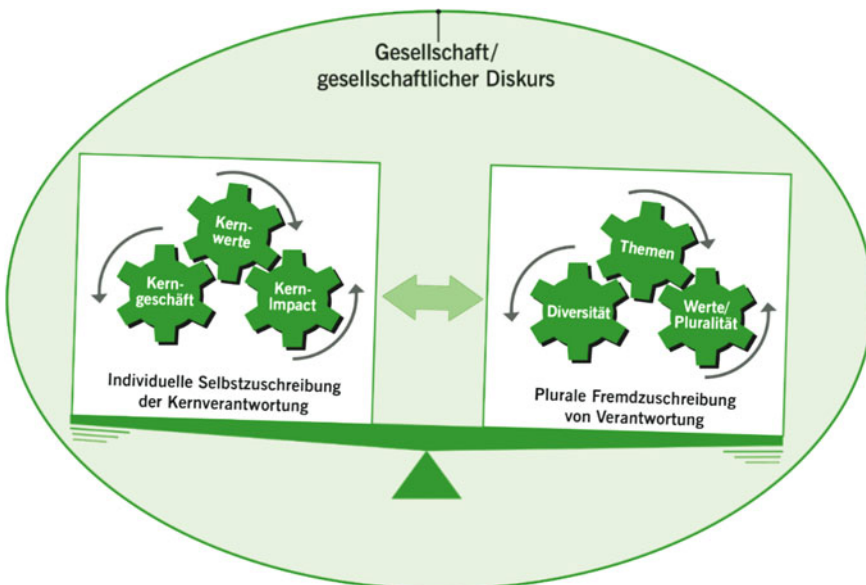 Gesellschaft/
gesellschaftlicher Diskurs
Kern-
werte
Kern-
geschäft
Kern-
Impact
Individuelle Selbstzuschreibung
der Kernverantwortung
Themen
Diversität
Werte/
Pluralität
Plurale Fremdzuschreibung
von Verantwortung